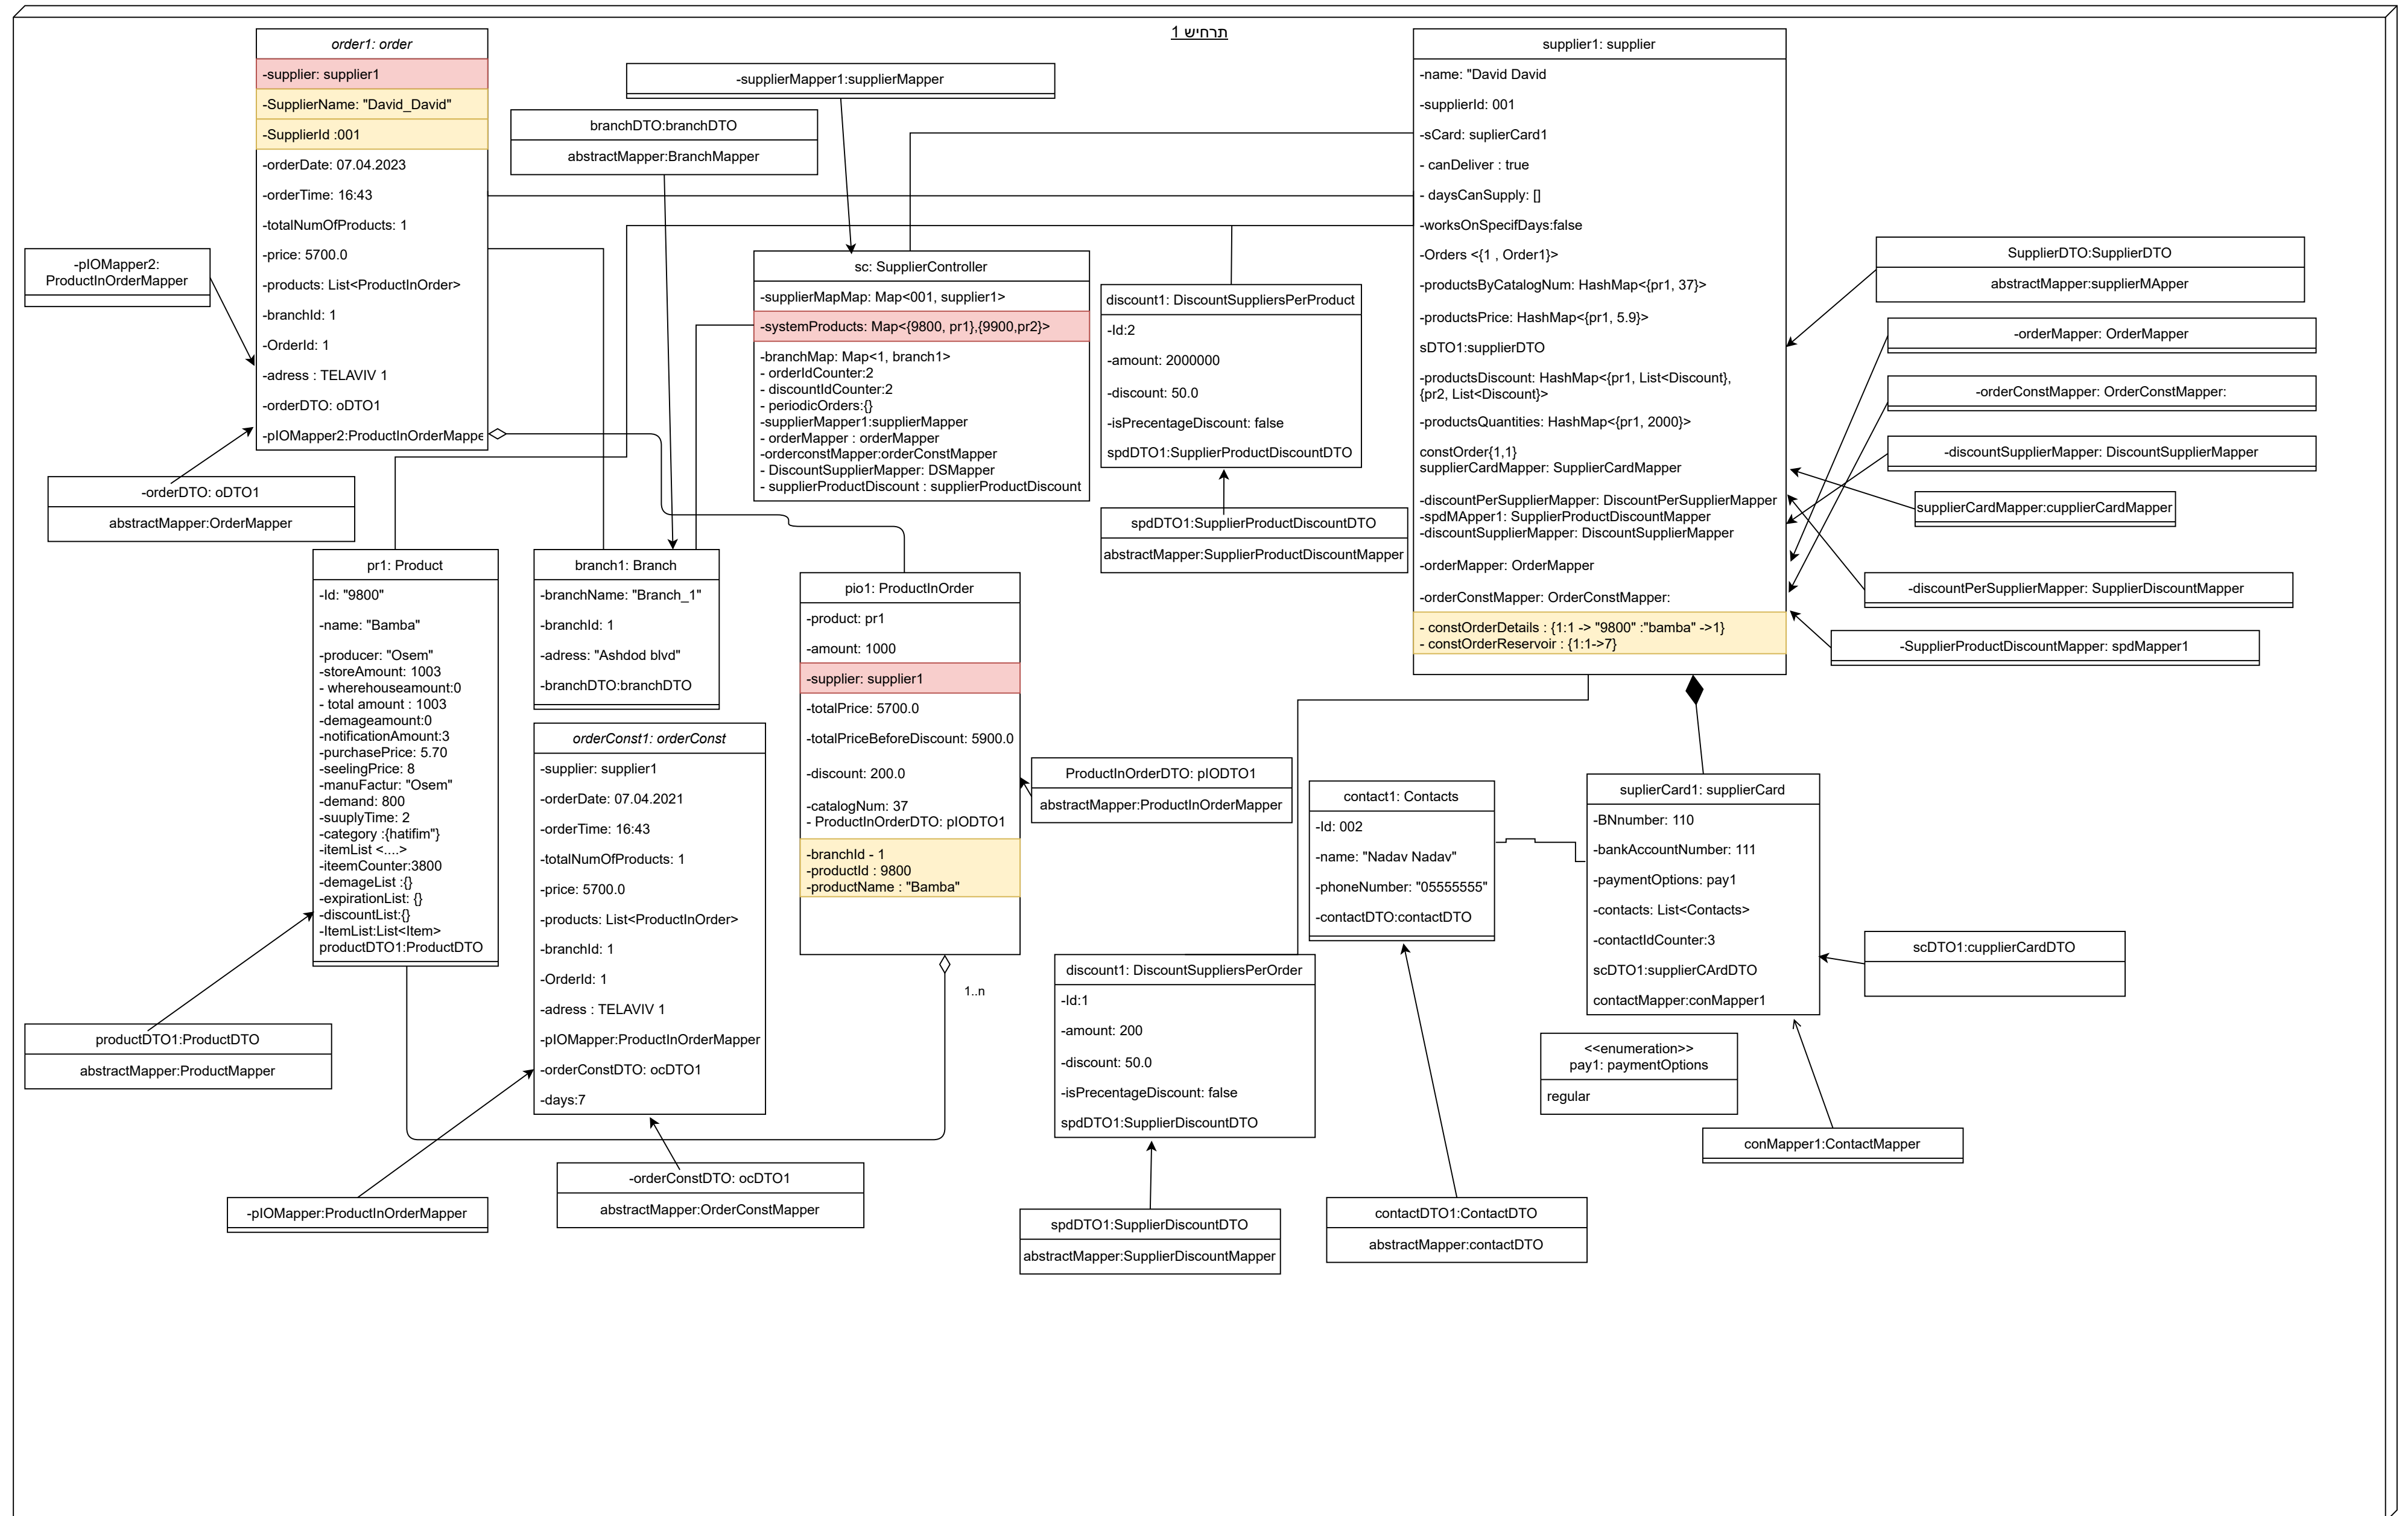 תרחיש 1
order1: order
-supplier: supplier1
-SupplierName: "David_David"
-SupplierId :001
-orderDate: 07.04.2023
-orderTime: 16:43
-totalNumOfProducts: 1
-price: 5700.0
-products: List<ProductInOrder>
-branchId: 1
-OrderId: 1
-adress : TELAVIV 1
-orderDTO: oDTO1
-pIOMapper2:ProductInOrderMappe
-pIOMapper2:
ProductInOrderMapper
-orderDTO: oDTO1
abstractMapper:OrderMapper
-supplierMapper1:supplierMapper
branchDTO:branchDTO
abstractMapper:BranchMapper
sc: SupplierController
-supplierMapMap: Map<001, supplier1>
-systemProducts: Map<{9800, pr1},{9900,pr2}>
-branchMap: Map<1, branch1>
- orderIdCounter:2
- discountIdCounter:2
- periodicOrders:{}
-supplierMapper1:supplierMapper
- orderMapper : orderMapper
-orderconstMapper:orderConstMapper
- DiscountSupplierMapper: DSMapper
- supplierProductDiscount : supplierProductDiscount
discount1: DiscountSuppliersPerProduct
-Id:2
-amount: 2000000
-discount: 50.0
-isPrecentageDiscount: false
spdDTO1:SupplierProductDiscountDTO
spdDTO1:SupplierProductDiscountDTO
abstractMapper:SupplierProductDiscountMapper
supplier1: supplier
-name: "David David
-supplierId: 001
-sCard: suplierCard1
- canDeliver : true
- daysCanSupply: []
-worksOnSpecifDays:false
-Orders <{1 , Order1}>
-productsByCatalogNum: HashMap<{pr1, 37}>
-productsPrice: HashMap<{pr1, 5.9}>
sDTO1:supplierDTO
-productsDiscount: HashMap<{pr1, List<Discount},
{pr2, List<Discount}>
-productsQuantities: HashMap<{pr1, 2000}>
constOrder{1,1}
supplierCardMapper: SupplierCardMapper
-discountPerSupplierMapper: DiscountPerSupplierMapper
-spdMApper1: SupplierProductDiscountMapper
-discountSupplierMapper: DiscountSupplierMapper
-orderMapper: OrderMapper
-orderConstMapper: OrderConstMapper:
- constOrderDetails : {1:1 -> "9800" :"bamba" ->1}
- constOrderReservoir : {1:1->7}
SupplierDTO:SupplierDTO
abstractMapper:supplierMApper
-orderMapper: OrderMapper
-orderConstMapper: OrderConstMapper:
-discountSupplierMapper: DiscountSupplierMapper
supplierCardMapper:cupplierCardMapper
-discountPerSupplierMapper: SupplierDiscountMapper
-SupplierProductDiscountMapper: spdMapper1
pr1: Product
-Id: "9800"
-name: "Bamba"
-producer: "Osem"
-storeAmount: 1003
- wherehouseamount:0
- total amount : 1003
-demageamount:0
-notificationAmount:3
-purchasePrice: 5.70
-seelingPrice: 8
-manuFactur: "Osem"
-demand: 800
-suuplyTime: 2
-category :{hatifim"}
-itemList <....>
-iteemCounter:3800
-demageList :{}
-expirationList: {}
-discountList:{}
-ItemList:List<Item>
productDTO1:ProductDTO
branch1: Branch
-branchName: "Branch_1"
-branchId: 1
-adress: "Ashdod blvd"
-branchDTO:branchDTO
orderConst1: orderConst
-supplier: supplier1
-orderDate: 07.04.2021
-orderTime: 16:43
-totalNumOfProducts: 1
-price: 5700.0
-products: List<ProductInOrder>
-branchId: 1
-OrderId: 1
-adress : TELAVIV 1
-pIOMapper:ProductInOrderMapper
-orderConstDTO: ocDTO1
-days:7
pio1: ProductInOrder
-product: pr1
-amount: 1000
-supplier: supplier1
-totalPrice: 5700.0
-totalPriceBeforeDiscount: 5900.0
-discount: 200.0
-catalogNum: 37
- ProductInOrderDTO: pIODTO1
-branchId - 1
-productId : 9800
-productName : "Bamba"
1..n
ProductInOrderDTO: pIODTO1
abstractMapper:ProductInOrderMapper
contact1: Contacts
-Id: 002
-name: "Nadav Nadav"
-phoneNumber: "05555555"
-contactDTO:contactDTO
suplierCard1: supplierCard
-BNnumber: 110
-bankAccountNumber: 111
-paymentOptions: pay1
-contacts: List<Contacts>
-contactIdCounter:3
scDTO1:supplierCArdDTO
contactMapper:conMapper1
scDTO1:cupplierCardDTO
discount1: DiscountSuppliersPerOrder
-Id:1
-amount: 200
-discount: 50.0
-isPrecentageDiscount: false
spdDTO1:SupplierDiscountDTO
<<enumeration>>
pay1: paymentOptions
regular
conMapper1:ContactMapper
productDTO1:ProductDTO
abstractMapper:ProductMapper
-pIOMapper:ProductInOrderMapper
-orderConstDTO: ocDTO1
abstractMapper:OrderConstMapper
spdDTO1:SupplierDiscountDTO
abstractMapper:SupplierDiscountMapper
contactDTO1:ContactDTO
abstractMapper:contactDTO